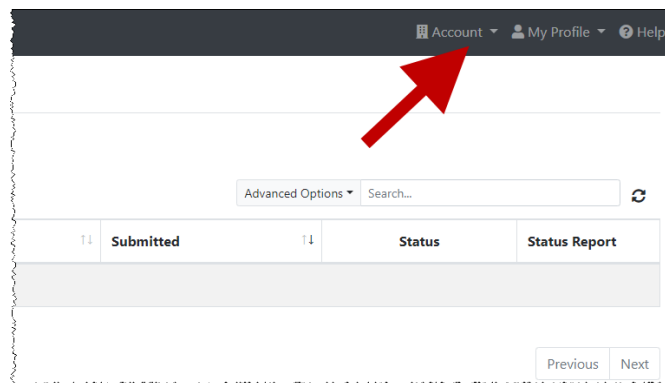 Account My Profile Help
Advanced Options Search...
Submitted Status Status Report
Previous Next